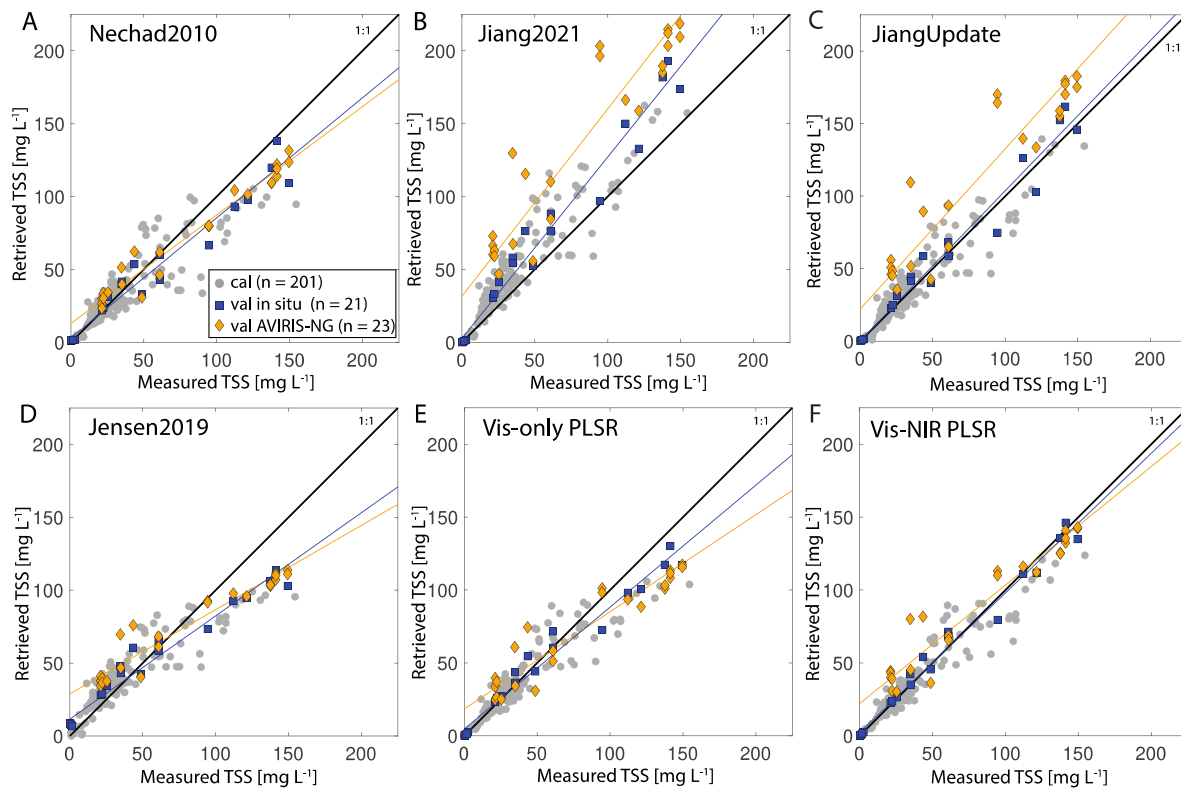 A
Nechad2010
1:1
200
150
100
50
0
Retrieved TSS [mg L-1]
cal (n = 201)
val in situ (n = 21)
val AVIRIS-NG (n = 23)
0 50 100 150 200
Measured TSS [mg L-1]
B
Jiang2021
1:1
200
150
100
50
0
Retrieved TSS [mg L-1]
0 50 100 150 200
Measured TSS [mg L-1]
C
JiangUpdate
1:1
200
150
100
50
0
Retrieved TSS [mg L-1]
0 50 100 150 200
Measured TSS [mg L-1]
D
Jensen2019
1:1
200
150
100
50
0
Retrieved TSS [mg L-1]
0 50 100 150 200
Measured TSS [mg L-1]
E
Vis-only PLSR
1:1
200
150
100
50
0
Retrieved TSS [mg L-1]
0 50 100 150 200
Measured TSS [mg L-1]
F
Vis-NIR PLSR
1:1
200
150
100
50
0
Retrieved TSS [mg L-1]
0 50 100 150 200
Measured TSS [mg L-1]